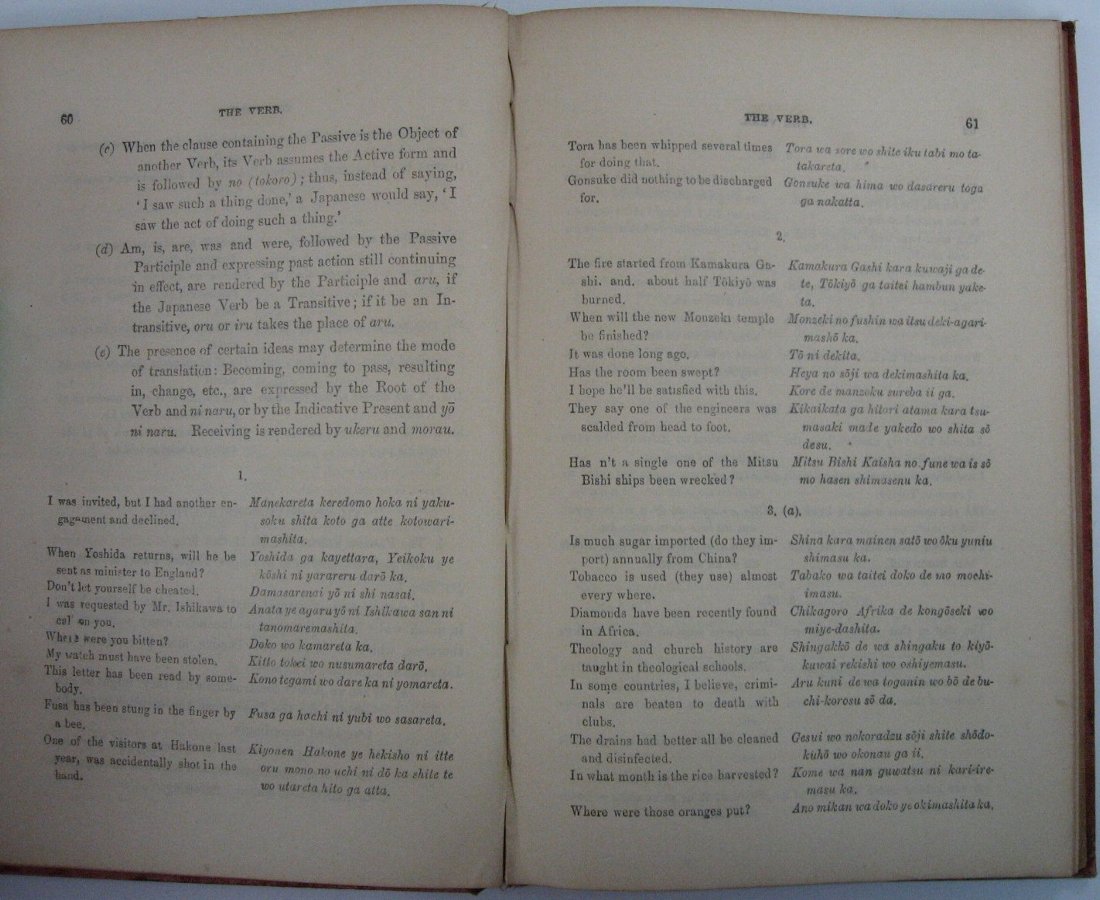 60
THE VERB.
(c) When the clause containing the Passive is the Object of
another Verb, its Verb assumes the Active form and
is followed by no (tokoro); thus, instead of saying,
'I saw such a thing done,' a Japanese would say, 'I
saw the act of doing such a thing.'
(d) Am, is, are, was and were, followed by the Passive
Participle and expressing past action still continuing
in effect, are rendered by the Participle and aru, if
the Japanese Verb be a Transitive; if it be an In-
transitive, oru or iru takes the place of aru.
(e) The presence of certain ideas may determine the mode
of translation: Becoming, coming to pass, resulting
in, change, etc., are expressed by the Root of the
Verb and ni naru, or by the Indicative Present and yō
ni naru. Receiving is rendered by ukeru and morau.
1.
I was invited, but I had another en-
gagement and declined.
Manekareta keredomo hoka ni yaku-
soku shita koto ga atte kotowari-
mashita.
When Yoshida returns, will he be
sent as minister to England?
Yoshida ga kayettara, Yeikoku ye
kōshi ni yarareru darō ka.
Don't let yourself be cheated.
Damasarenai yō ni shi nasai.
I was requested by Mr. Ishikawa to
call on you.
Anata ye agaru yō ni Ishikawa san ni
tanomaremashita.
Where were you bitten?
Doko wo kamareta ka.
My watch must have been stolen.
Kitto tokei wo nusumareta darō.
This letter has been read by some-
body.
Kono tegami wo dare ka ni yomareta.
Fusa has been stung in the finger by
a bee.
Fusa ga hachi ni yubi wo sasareta.
One of the visitors at Hakone last
year, was accidentally shot in the
hand.
Kiyonen Hakone ye hekisho ni itte
oru mono no uchi ni dō ka shite te
wo utareta hito ga atta.
THE VERB.
61
Tora has been whipped several times
for doing that.
Tora wa sore wo shite iku tabi mo ta-
takareta.
Gonsuke did nothing to be discharged
for.
Gonsuke wa hima wo dasareru toga
ga nakatta.
2.
The fire started from Kamakura Ga-
shi. and. about half Tōkiyō was
burned.
Kamakura Gashi kara kuwaji ga de-
te, Tōkiyō ga taitei hambun yake-
ta.
When will the new Monzeki temple
be finished?
Monzeki no fushin wa itsu deki-agari-
mashō ka.
It was done long ago.
Tō ni dekita.
Has the room been swept?
Heya no sōji wa dekimashita ka.
I hope he'll be satisfied with this.
Kore de manzoku sureba ii ga.
They say one of the engineers was
scalded from head to foot.
Kikaikata ga hitori atama kara tsu-
masaki made yakedo wo shita sō
desu.
Has n't a single one of the Mitsu
Bishi ships been wrecked?
Mitsu Bishi Kaisha no fune wa is sō
mo hasen shimasenu ka.
3. (a).
Is much sugar imported (do they im-
port) annually from China?
Shina kara mainen satō wo ōku yuniu
shimasu ka.
Tobacco is used (they use) almost
every where.
Tabako wa taitei doko de mo mochi-
imasu.
Diamonds have been recently found
in Africa.
Chikagoro Afrika de kongōseki wo
miye-dashita.
Theology and church history are
taught in theological schools.
Shingakkō de wa shingaku to kiyō-
kuwai rekishi wo oshiyemasu.
In some countries, I believe, crimi-
nals are beaten to death with
clubs.
Aru kuni de wa toganin wo bō de bu-
chi-korosu sō da.
The drains had better all be cleaned
and disinfected.
Gesui wo nokoradzu sōji shite shōdo-
kuhō wo okonau ga ii.
In what month is the rice harvested?
Kome wa nan guwatsu ni kari-ire-
masu ka.
Where were those oranges put?
Ano mikan wa doko ye okimashita ka.